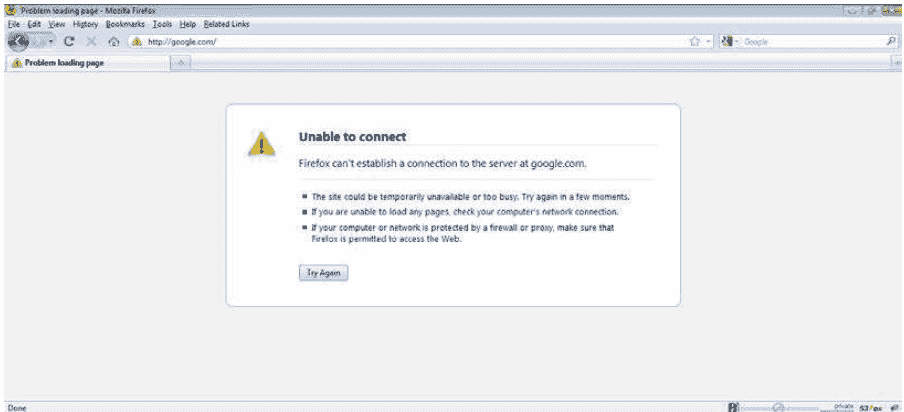 Problem loading page - Mozilla Firefox
File Edit View History Bookmarks Tools Help Related Links
http://google.com/
Google
Problem loading page
Unable to connect
Firefox can't establish a connection to the server at google.com.
The site could be temporarily unavailable or too busy. Try again in a few moments.
If you are unable to load any pages, check your computer's network connection.
If your computer or network is protected by a firewall or proxy, make sure that
Firefox is permitted to access the Web.
Try Again
Done
private